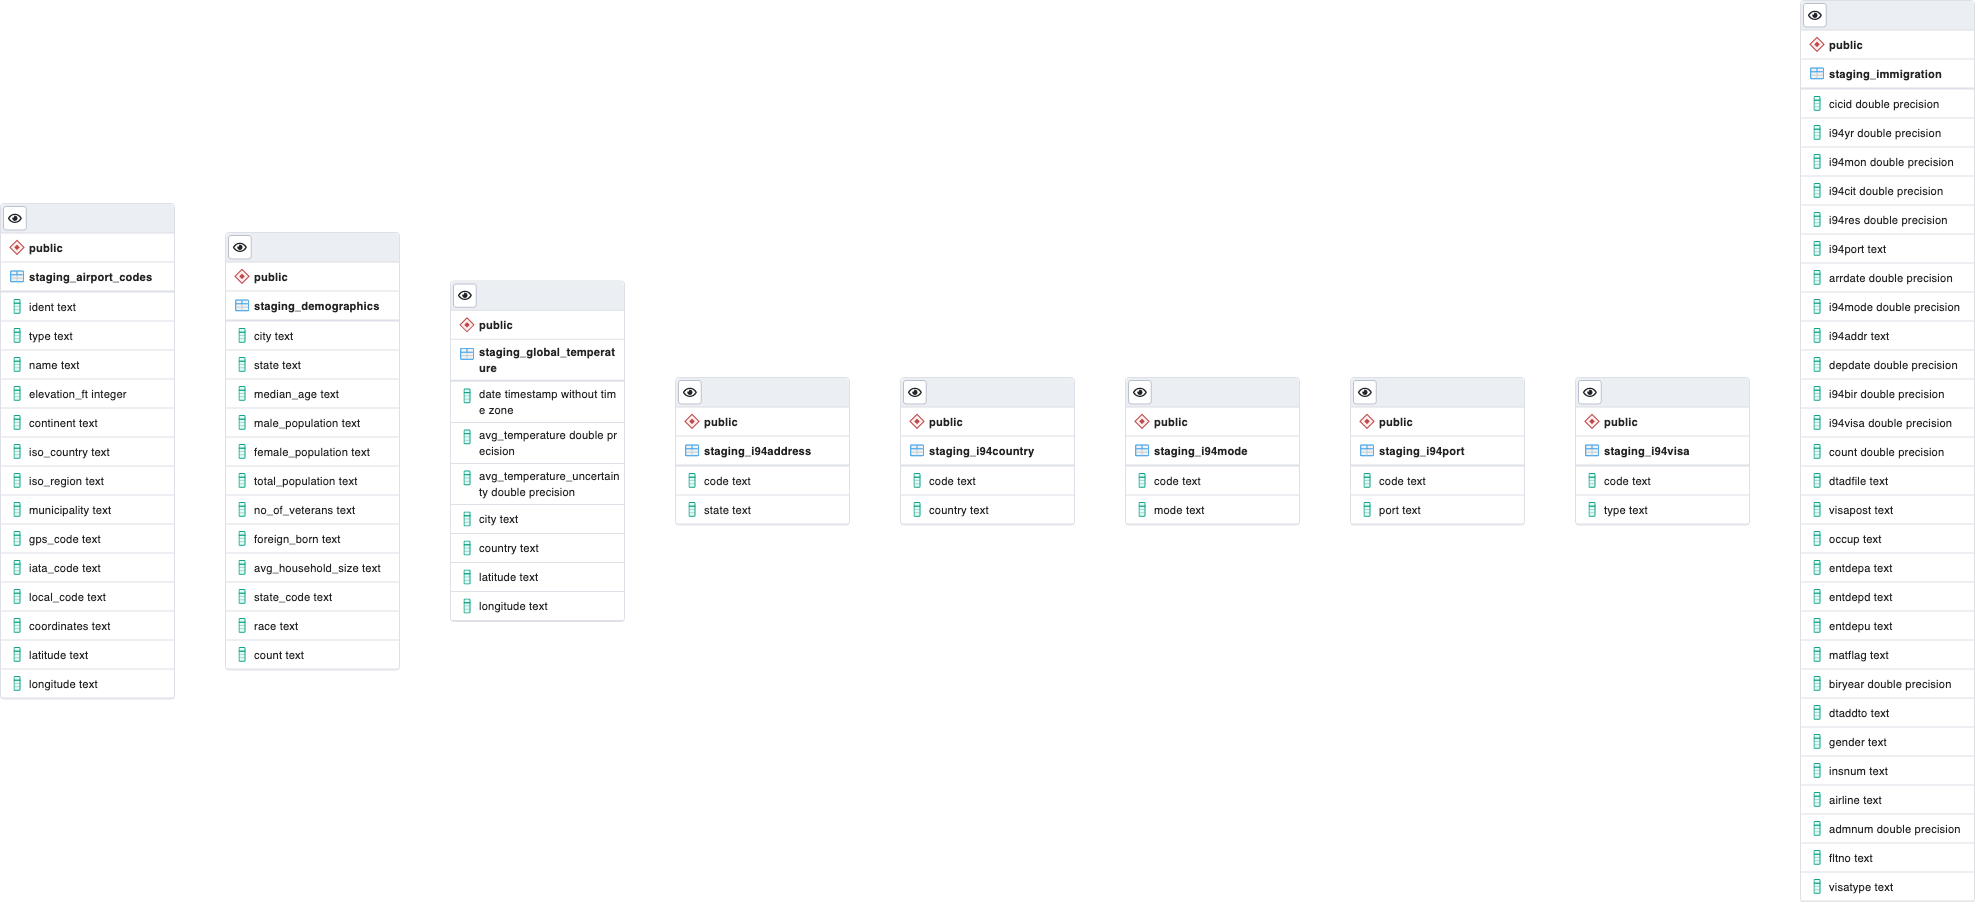 public
staging_airport_codes
ident text
type text
name text
elevation_ft integer
continent text
iso_country text
iso_region text
municipality text
gps_code text
iata_code text
local_code text
coordinates text
latitude text
longitude text
public
staging_demographics
city text
state text
median_age text
male_population text
female_population text
total_population text
no_of_veterans text
foreign_born text
avg_household_size text
state_code text
race text
count text
public
staging_global_temperat
ure
date timestamp without tim
e zone
avg_temperature double pr
ecision
avg_temperature_uncertain
ty double precision
city text
country text
latitude text
longitude text
public
staging_i94address
code text
state text
public
staging_i94country
code text
country text
public
staging_i94mode
code text
mode text
public
staging_i94port
code text
port text
public
staging_i94visa
code text
type text
public
staging_immigration
cicid double precision
i94yr double precision
i94mon double precision
i94cit double precision
i94res double precision
i94port text
arrdate double precision
i94mode double precision
i94addr text
depdate double precision
i94bir double precision
i94visa double precision
count double precision
dtadfile text
visapost text
occup text
entdepa text
entdepd text
entdepu text
matflag text
biryear double precision
dtaddto text
gender text
insnum text
airline text
admnum double precision
fltno text
visatype text